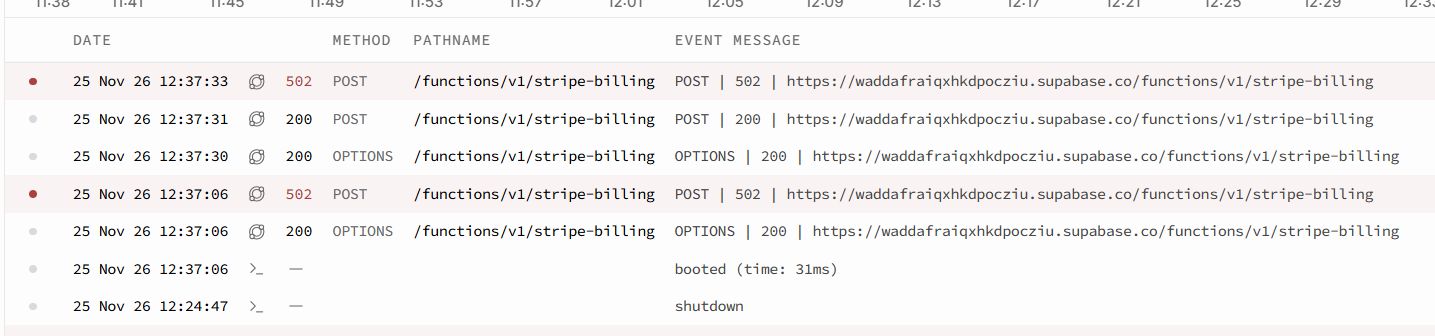 11:38 11:41 11:45 11:49 11:53 11:57 12:01 12:05 12:09 12:13 12:17 12:21 12:25 12:29 12:33
DATE METHOD PATHNAME EVENT MESSAGE
25 Nov 26 12:37:33 502 POST /functions/v1/stripe-billing POST | 502 | https://waddafraiqxhkdpocziu.supabase.co/functions/v1/stripe-billing
25 Nov 26 12:37:31 200 POST /functions/v1/stripe-billing POST | 200 | https://waddafraiqxhkdpocziu.supabase.co/functions/v1/stripe-billing
25 Nov 26 12:37:30 200 OPTIONS /functions/v1/stripe-billing OPTIONS | 200 | https://waddafraiqxhkdpocziu.supabase.co/functions/v1/stripe-billing
25 Nov 26 12:37:06 502 POST /functions/v1/stripe-billing POST | 502 | https://waddafraiqxhkdpocziu.supabase.co/functions/v1/stripe-billing
25 Nov 26 12:37:06 200 OPTIONS /functions/v1/stripe-billing OPTIONS | 200 | https://waddafraiqxhkdpocziu.supabase.co/functions/v1/stripe-billing
25 Nov 26 12:37:06 — booted (time: 31ms)
25 Nov 26 12:24:47 — shutdown